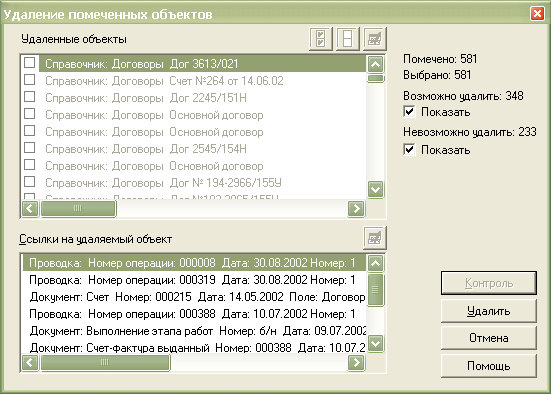 Удаление помеченных объектов
Удаленные объекты
Справочник: Договоры Дог 3613/021
Справочник: Договоры Счет №264 от 14.06.02
Справочник: Договоры Дог 2245/151Н
Справочник: Договоры Основной договор
Справочник: Договоры Основной договор
Справочник: Договоры Дог 2545/154Н
Справочник: Договоры Основной договор
Справочник: Договоры Дог № 194-2966/155У
Помечено: 581
Выбрано: 581
Возможно удалить: 348
Показать
Невозможно удалить: 233
Показать
Ссылки на удаляемый объект
Проводка: Номер операции: 000008 Дата: 30.08.2002 Номер: 1
Проводка: Номер операции: 000319 Дата: 30.08.2002 Номер: 1
Документ: Счет Номер: 000215 Дата: 14.05.2002 Поле: Договор
Проводка: Номер операции: 000388 Дата: 10.07.2002 Номер: 1
Документ: Выполнение этапа работ Номер: б/н Дата: 09.07.2002
Документ: Счет-фактура выданный Номер: 000388 Дата: 10.07.2
Контроль
Удалить
Отмена
Помощь